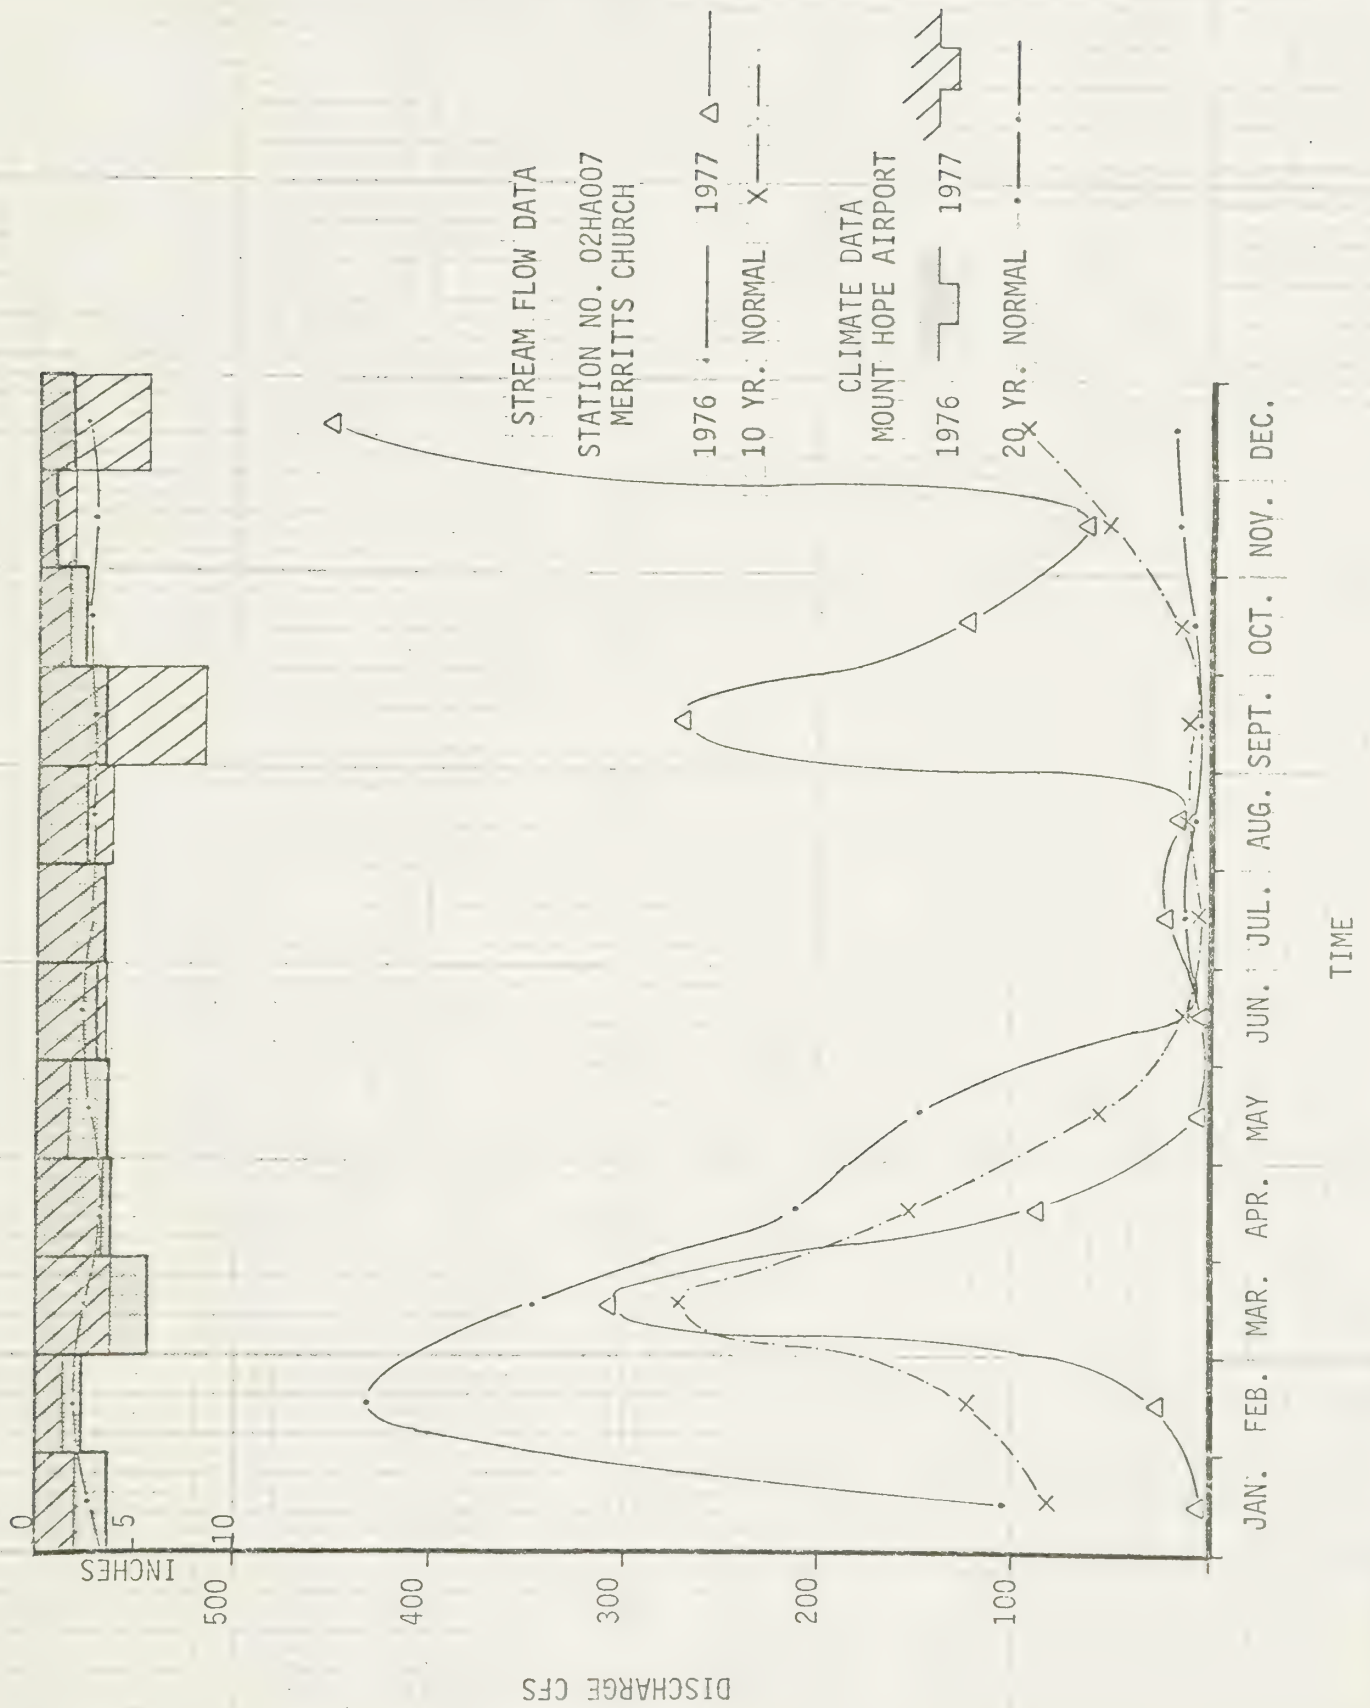 INCHES
0
5
10
DISCHARGE CFS
500
400
300
200
100
STREAM FLOW DATA
STATION NO. 02HA007
MERRITTS CHURCH
1976 1977
10 YR. NORMAL
CLIMATE DATA
MOUNT HOPE AIRPORT
1976 1977
20 YR. NORMAL
JAN. FEB. MAR. APR. MAY JUN. JUL. AUG. SEPT. OCT. NOV. DEC.
TIME